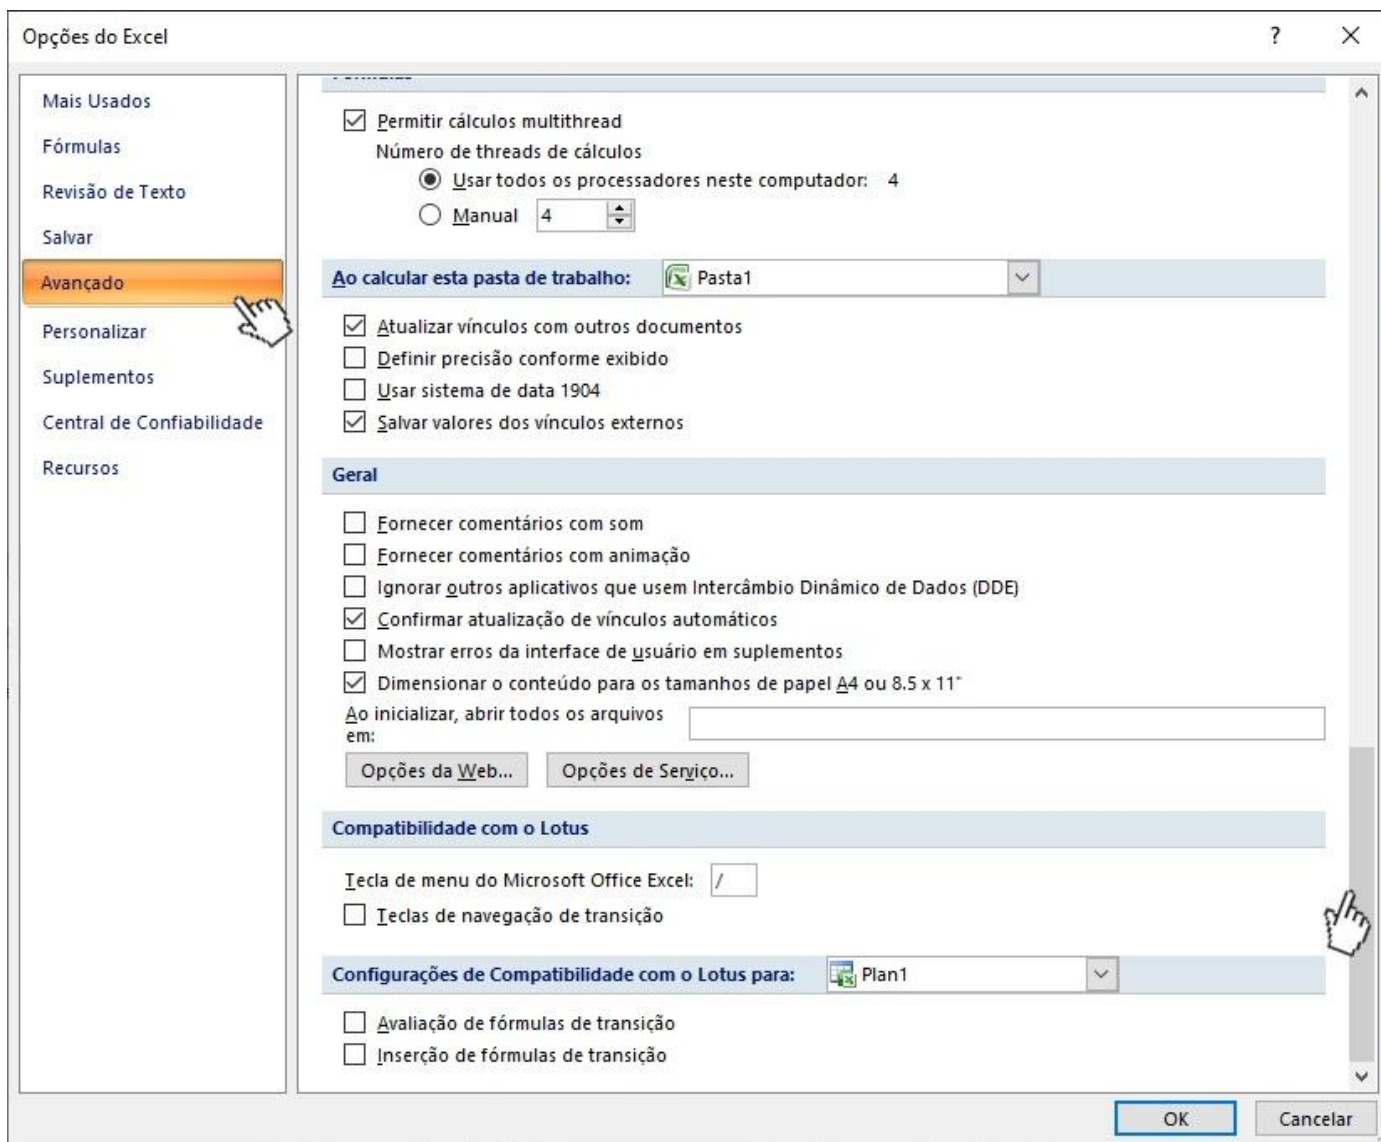 Opções do Excel
?
Mais Usados
Fórmulas
Revisão de Texto
Salvar
Avançado
Personalizar
Suplementos
Central de Confiabilidade
Recursos
Permitir cálculos multithread
Número de threads de cálculos
Usar todos os processadores neste computador: 4
Manual 4
Ao calcular esta pasta de trabalho: Pasta1
Atualizar vínculos com outros documentos
Definir precisão conforme exibido
Usar sistema de data 1904
Salvar valores dos vínculos externos
Geral
Fornecer comentários com som
Fornecer comentários com animação
Ignorar outros aplicativos que usem Intercâmbio Dinâmico de Dados (DDE)
Confirmar atualização de vínculos automáticos
Mostrar erros da interface de usuário em suplementos
Dimensionar o conteúdo para os tamanhos de papel A4 ou 8.5 x 11"
Ao inicializar, abrir todos os arquivos
em:
Opções da Web... Opções de Serviço...
Compatibilidade com o Lotus
Tecla de menu do Microsoft Office Excel: /
Teclas de navegação de transição
Configurações de Compatibilidade com o Lotus para: Plan1
Avaliação de fórmulas de transição
Inserção de fórmulas de transição
OK Cancelar